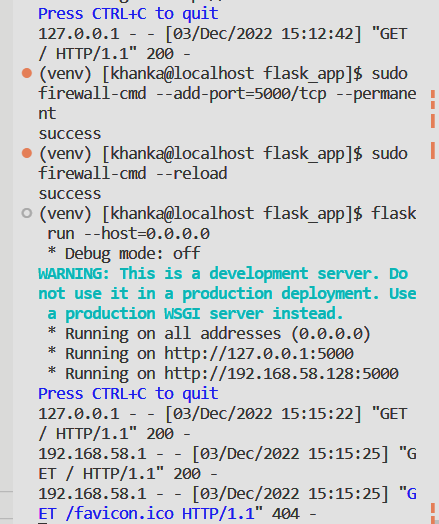 Press CTRL+C to quit
127.0.0.1 - - [03/Dec/2022 15:12:42] "GET
/ HTTP/1.1" 200 -
(venv) [khanka@localhost flask_app]$ sudo
firewall-cmd --add-port=5000/tcp --permane
nt
success
(venv) [khanka@localhost flask_app]$ sudo
firewall-cmd --reload
success
(venv) [khanka@localhost flask_app]$ flask
run --host=0.0.0.0
* Debug mode: off
WARNING: This is a development server. Do
not use it in a production deployment. Use
a production WSGI server instead.
* Running on all addresses (0.0.0.0)
* Running on http://127.0.0.1:5000
* Running on http://192.168.58.128:5000
Press CTRL+C to quit
127.0.0.1 - - [03/Dec/2022 15:15:22] "GET
/ HTTP/1.1" 200 -
192.168.58.1 - - [03/Dec/2022 15:15:25] "G
ET / HTTP/1.1" 200 -
192.168.58.1 - - [03/Dec/2022 15:15:25] "G
ET /favicon.ico HTTP/1.1" 404 -